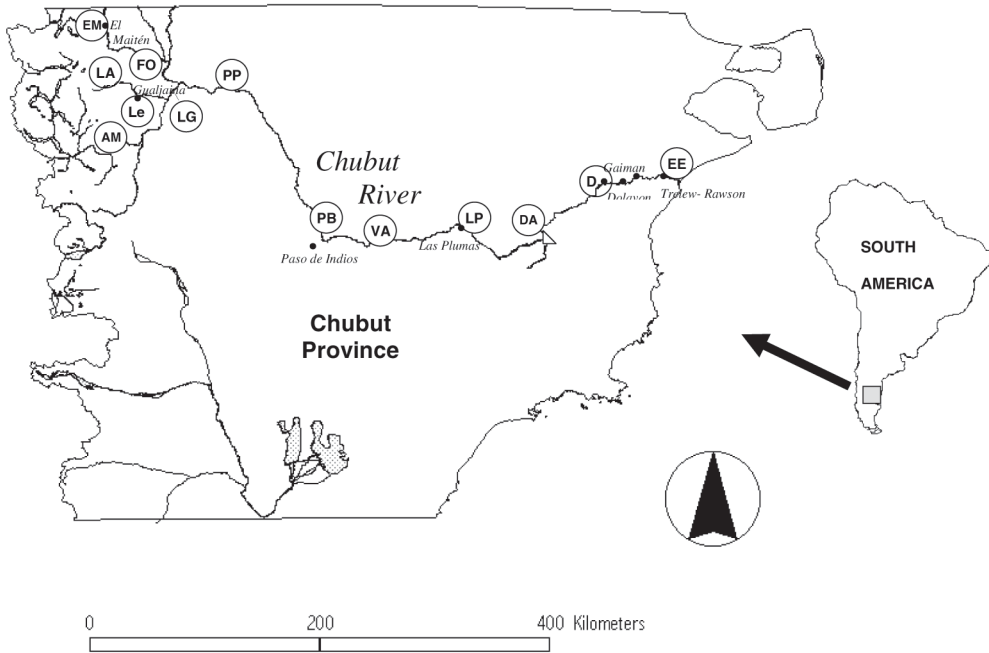 EM
El
Maitén
LA
FO
PP
Gualjaina
Le
LG
AM
Chubut
River
Gaiman
EE
D
Dolavon
Trelew- Rawson
PB
VA
LP
DA
Las Plumas
Paso de Indios
SOUTH
AMERICA
Chubut
Province
0 200 400 Kilometers